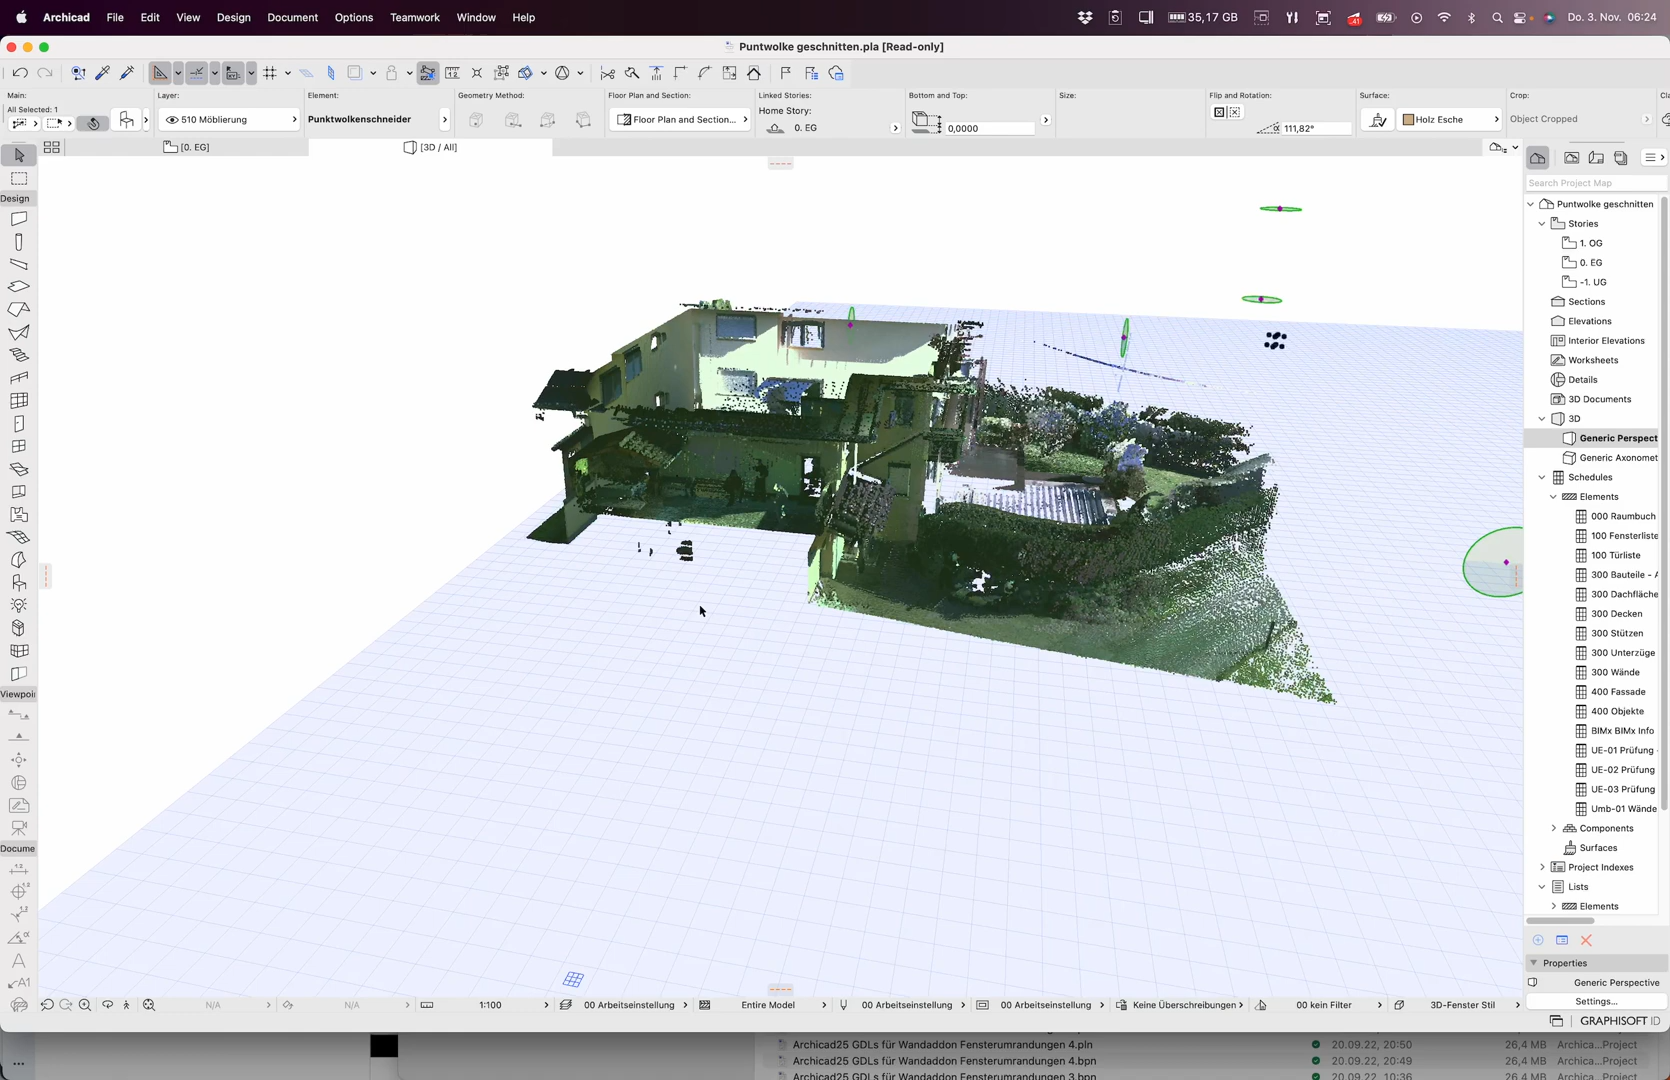 Archicad File Edit View Design Document Options Teamwork Window Help 35,17 GB Do. 3. Nov. 06:24
Puntwolke geschnitten.pla [Read-only]
Main: Layer: Element: Geometry Method: Floor Plan and Section: Linked Stories: Bottom and Top: Size: Flip and Rotation: Surface: Crop:
All Selected: 1 510 Möblierung Punktwolkenschneider Floor Plan and Section... Home Story: 0. EG 0,0000 111,82° Holz Esche Object Cropped
[0. EG] [3D / All]
Design
Viewpoi
Docume
Search Project Map
Puntwolke geschnitten
Stories
1. OG
0. EG
-1. UG
Sections
Elevations
Interior Elevations
Worksheets
Details
3D Documents
3D
Generic Perspect
Generic Axonomet
Schedules
Elements
000 Raumbuch
100 Fensterliste
100 Türliste
300 Bauteile - A
300 Dachfläche
300 Decken
300 Stützen
300 Unterzüge
300 Wände
400 Fassade
400 Objekte
BIMx BIMx Info
UE-01 Prüfung -
UE-02 Prüfung
UE-03 Prüfung
Umb-01 Wände
Components
Surfaces
Project Indexes
Lists
Elements
Properties
Generic Perspective
Settings...
N/A N/A 1:100 00 Arbeitseinstellung Entire Model 00 Arbeitseinstellung 00 Arbeitseinstellung Keine Überschreibungen 00 kein Filter 3D-Fenster Stil
GRAPHISOFT ID
Archicad25 GDLs für Wandaddon Fensterumrandungen 4.pln 20.09.22, 20:50 26,4 MB Archica...Project
Archicad25 GDLs für Wandaddon Fensterumrandungen 4.bpn 20.09.22, 20:49 26,4 MB Archica...Project
Archicad25 GDLs für Wandaddon Fensterumrandungen 3.bpn 20.09.22, 10:36 26,4 MB Archica...Project